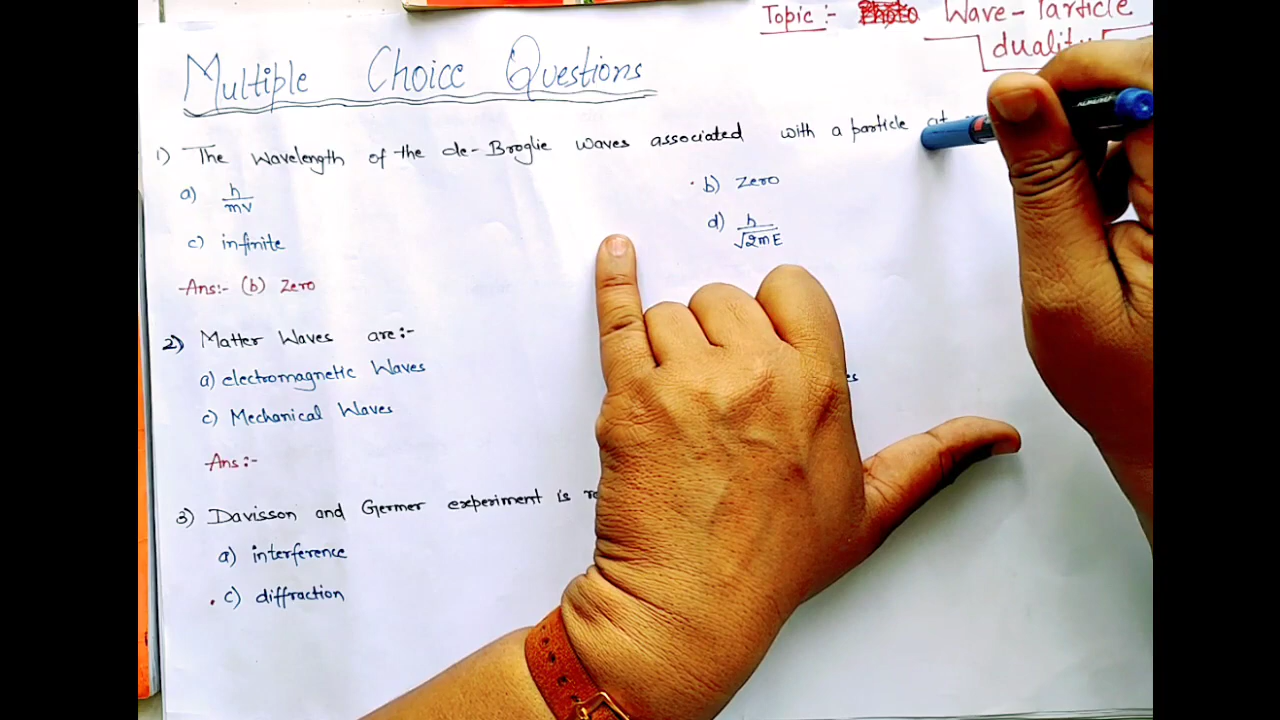 Topic :- Wave-Particle
duality
Multiple Choice Questions
1) The Wavelength of the de-Broglie waves associated with a particle at
a) h/mv
b) Zero
c) infinite
d) h/√2mE
Ans:- (b) Zero
2) Matter Waves are:-
a) electromagnetic Waves
c) Mechanical Waves
Ans:-
3) Davisson and Germer experiment is
a) interference
c) diffraction